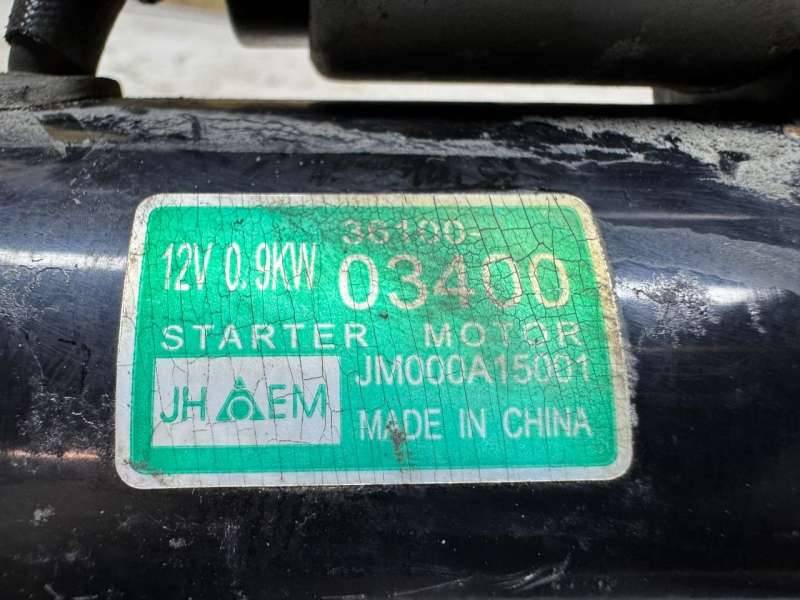 36100-
12V 0.9KW 03400
STARTER MOTOR
JM000A15001
JH EM
MADE IN CHINA